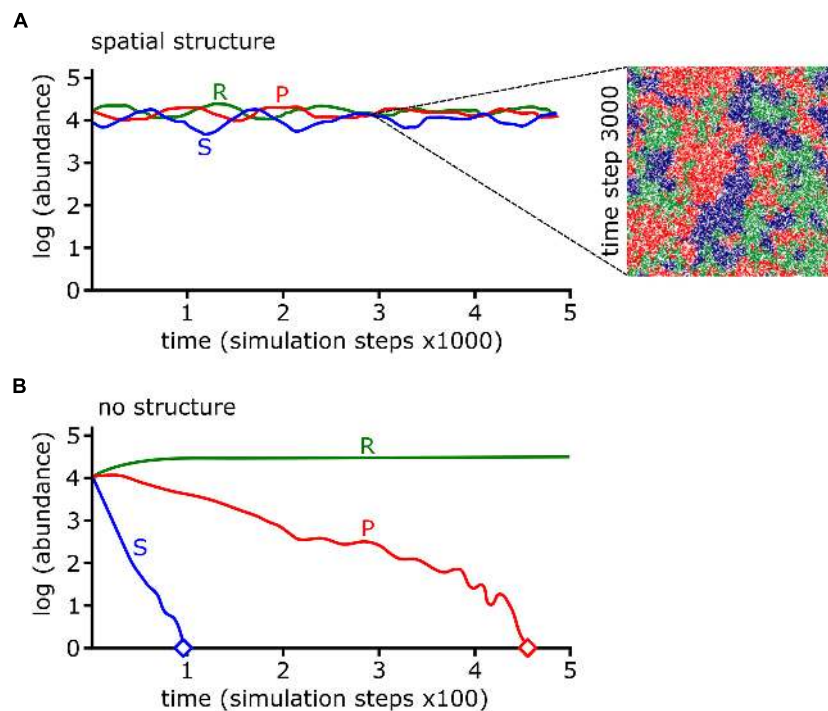 A
spatial structure
5
4
3
2
1
0
log (abundance)
R
P
S
1 2 3 4 5
time (simulation steps x1000)
time step 3000
B
no structure
5
4
3
2
1
0
log (abundance)
R
S
P
1 2 3 4 5
time (simulation steps x100)